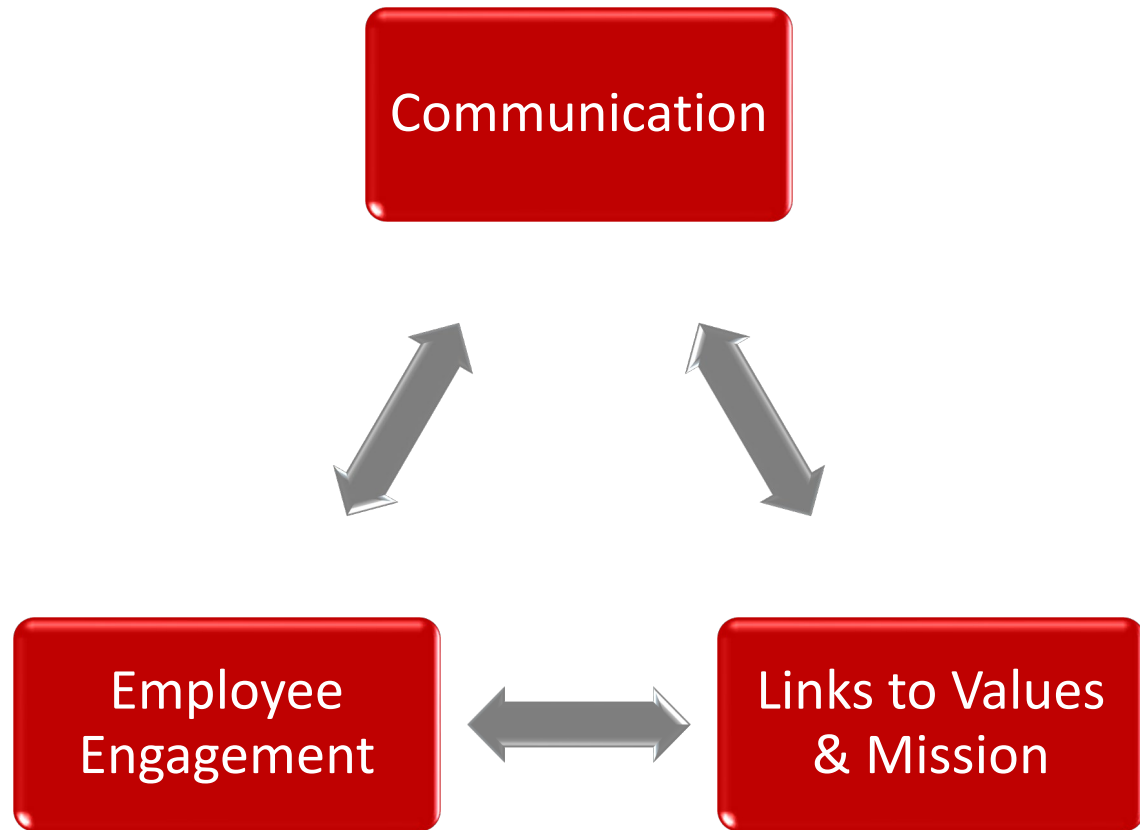 Communication
Employee
Engagement
Links to Values
& Mission